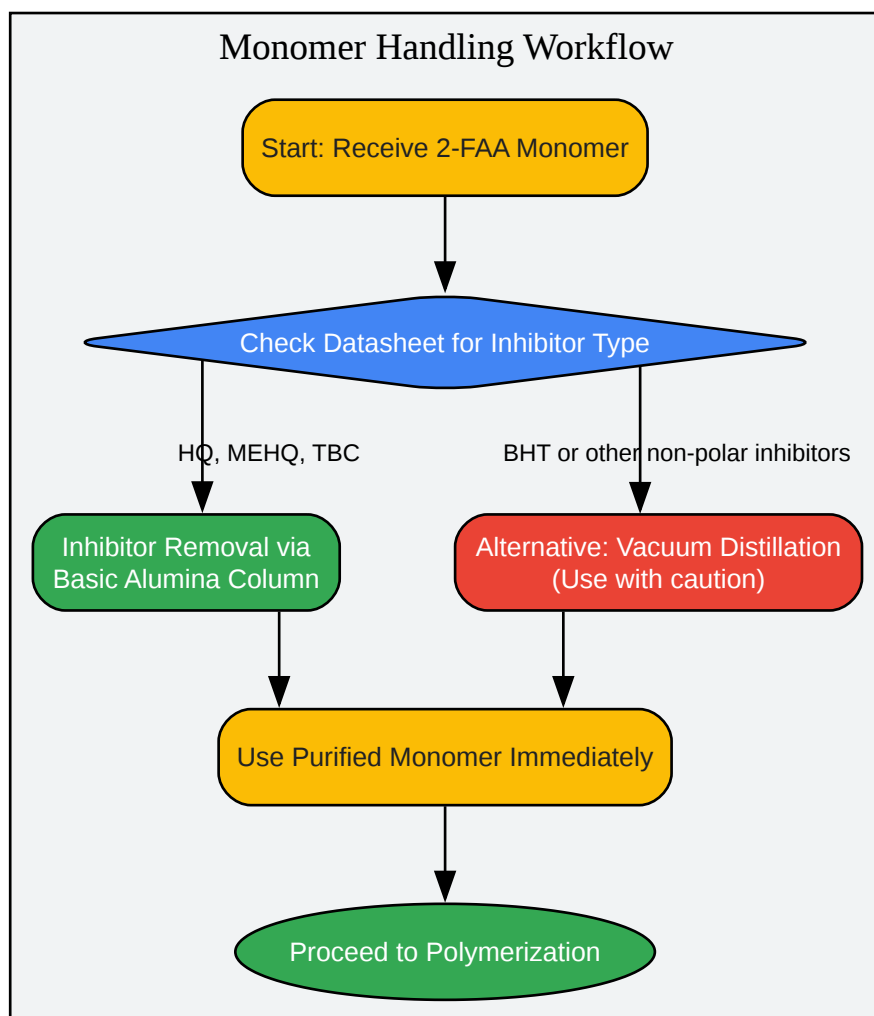 Monomer Handling Workflow
Start: Receive 2-FAA Monomer
Check Datasheet for Inhibitor Type
HQ, MEHQ, TBC
BHT or other non-polar inhibitors
Inhibitor Removal via
Basic Alumina Column
Alternative: Vacuum Distillation
(Use with caution)
Use Purified Monomer Immediately
Proceed to Polymerization